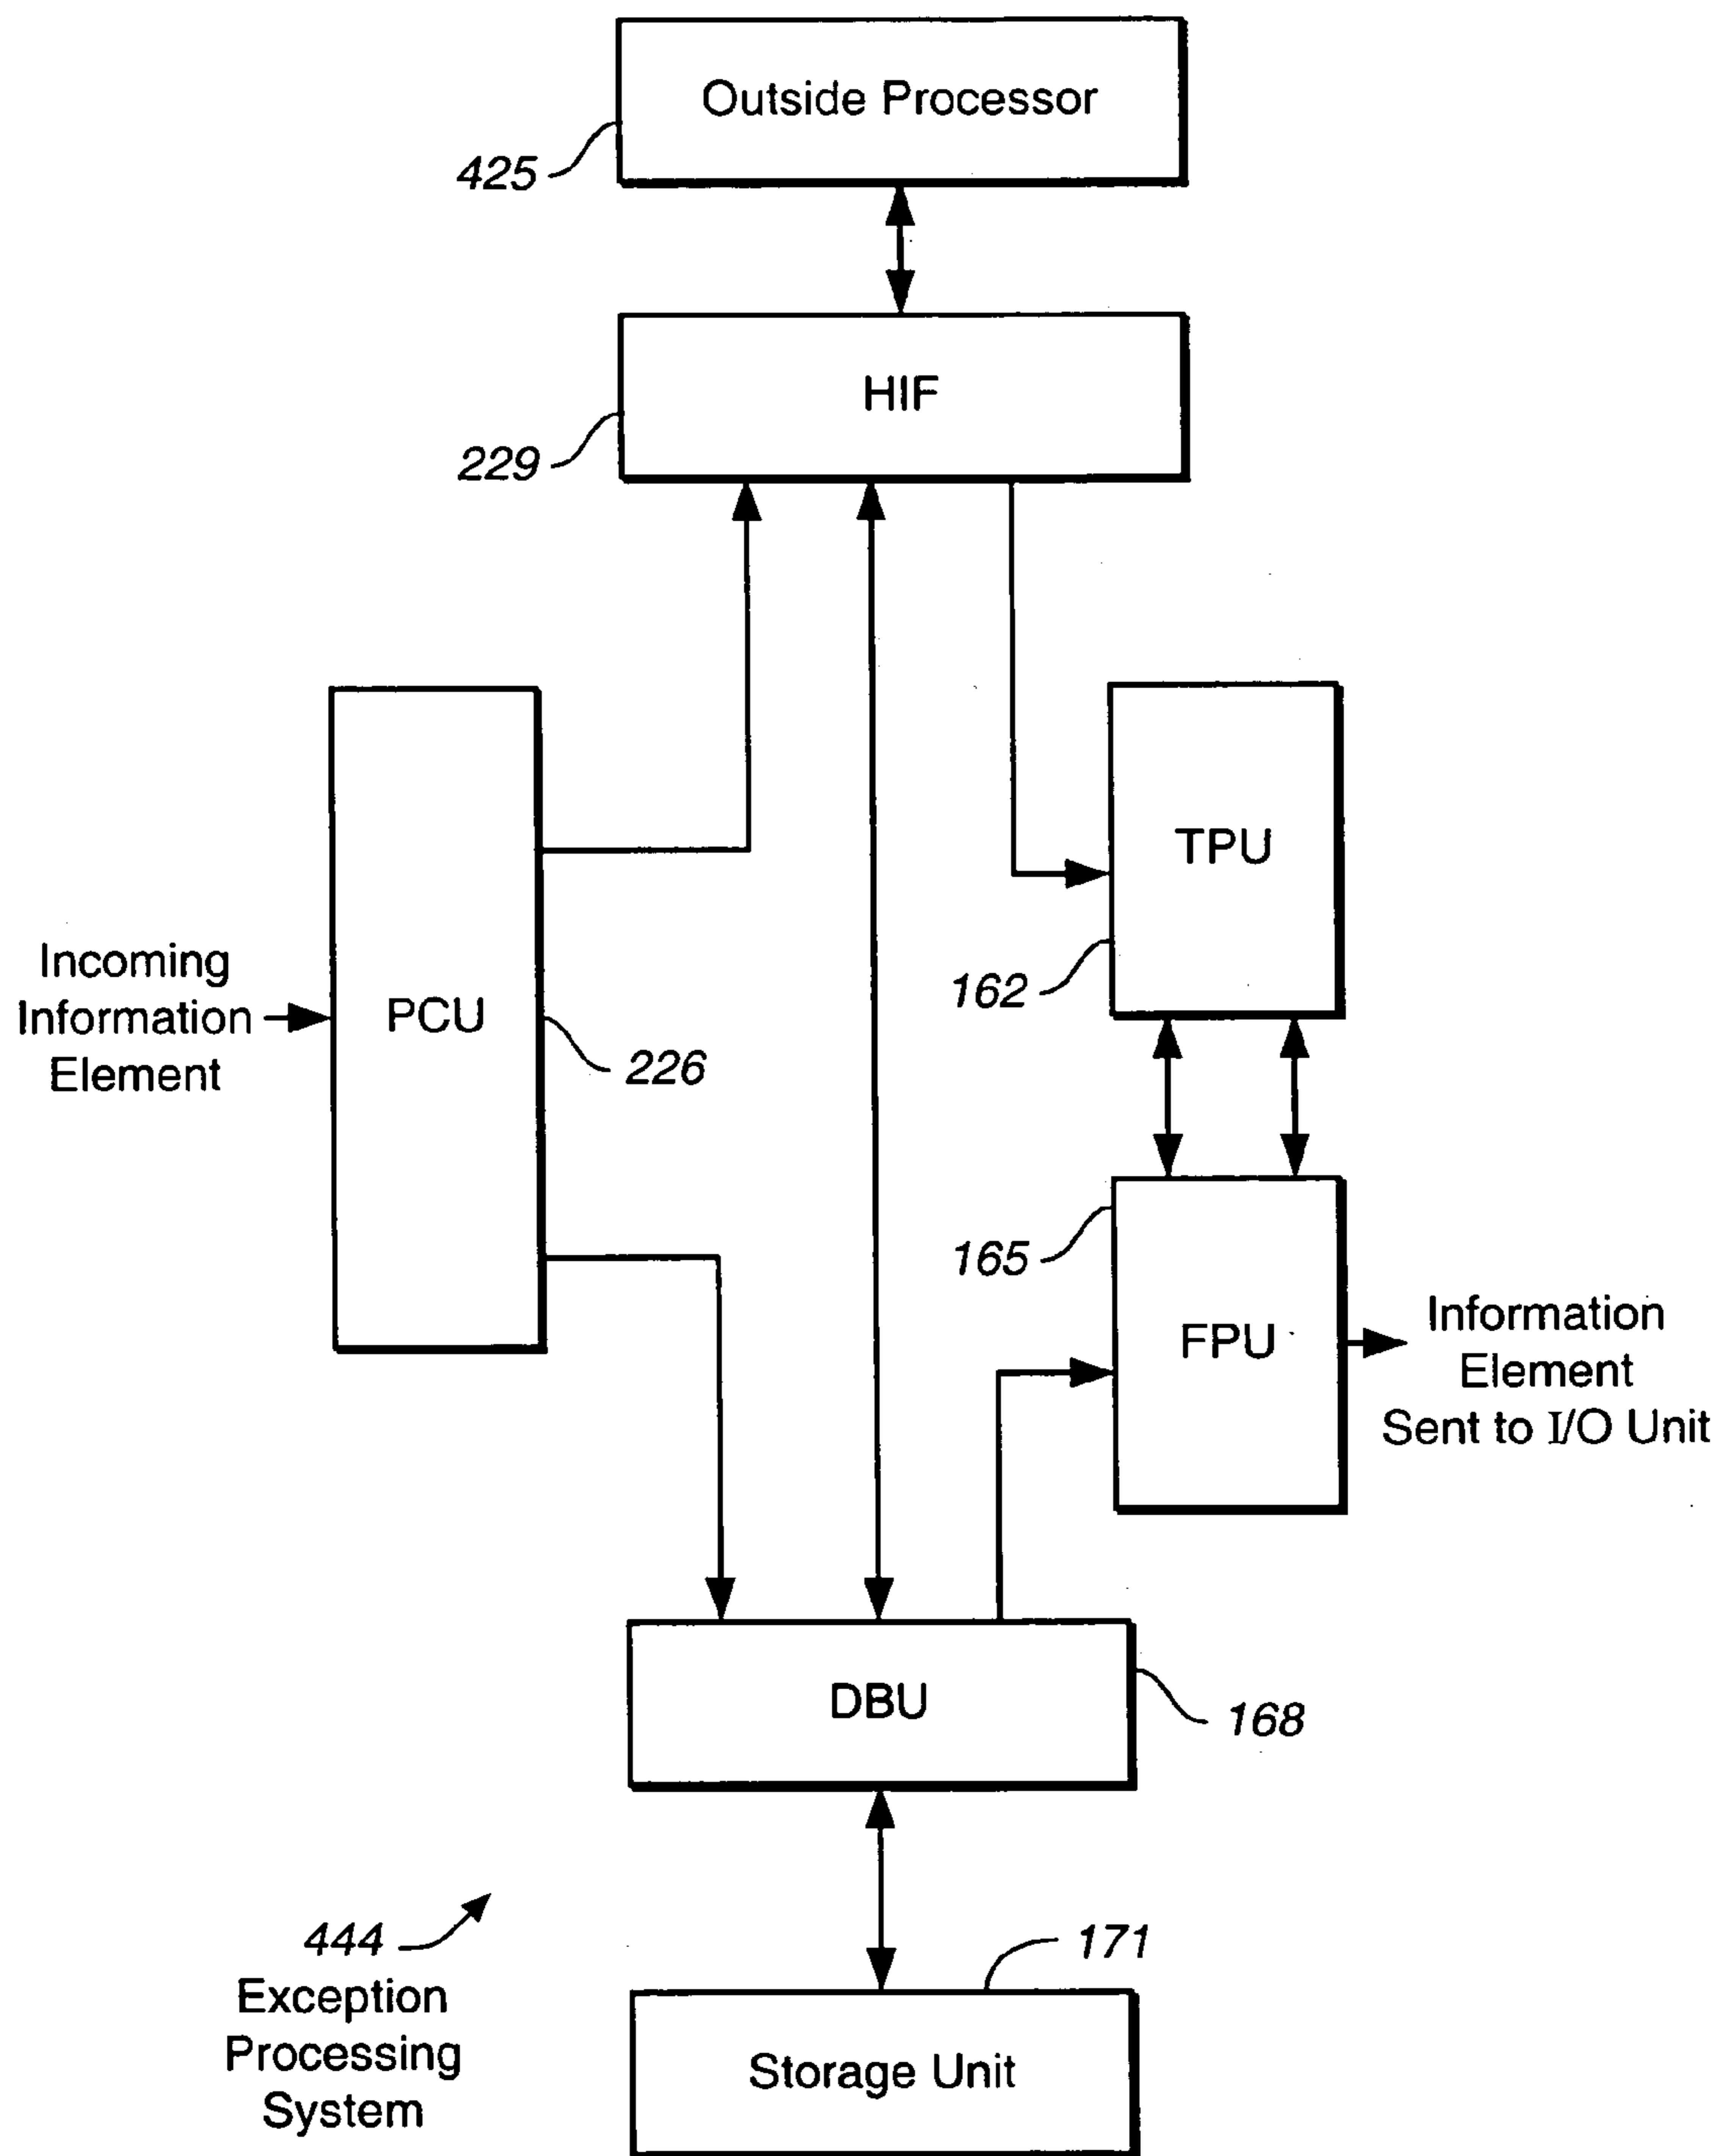 Outside Processor
425
HIF
229
TPU
162
Incoming
Information
Element
PCU
226
165
FPU
Information
Element
Sent to I/O Unit
DBU
168
444
Exception
Processing
System
171
Storage Unit